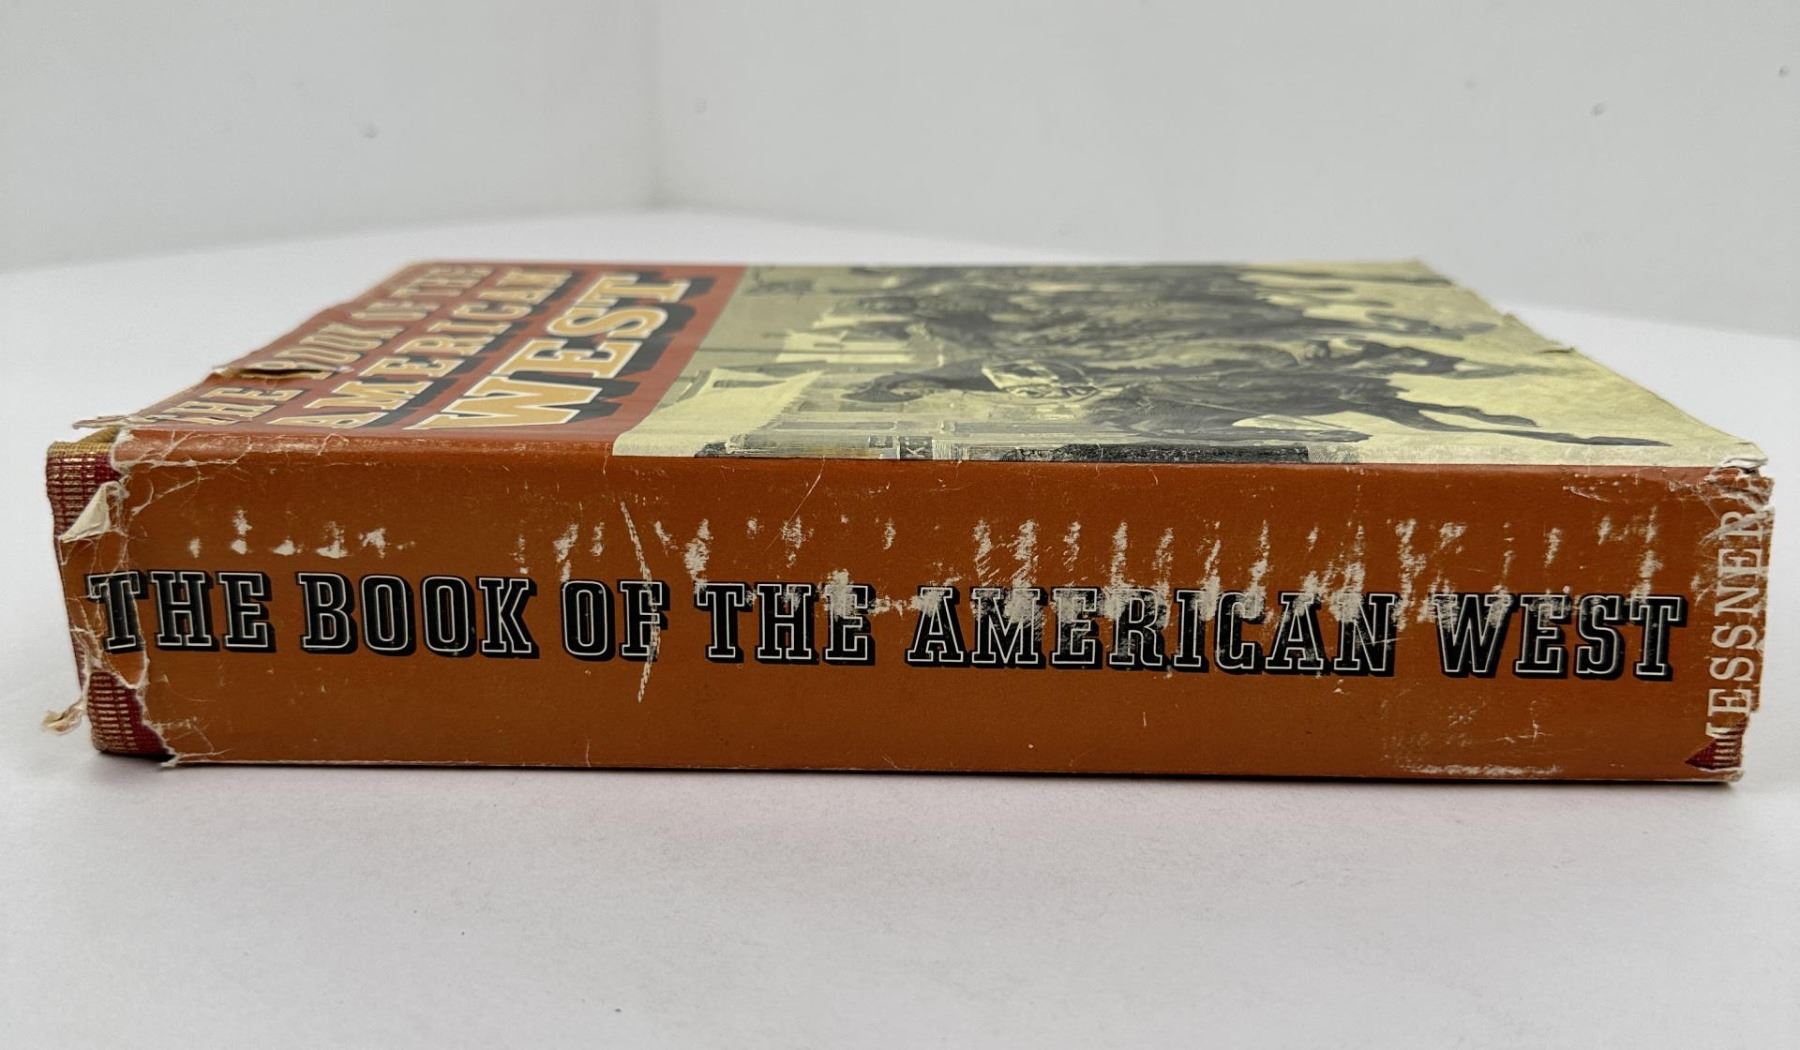 THE BOOK OF THE
AMERICAN
WEST
THE BOOK OF THE AMERICAN WEST
MESSNER